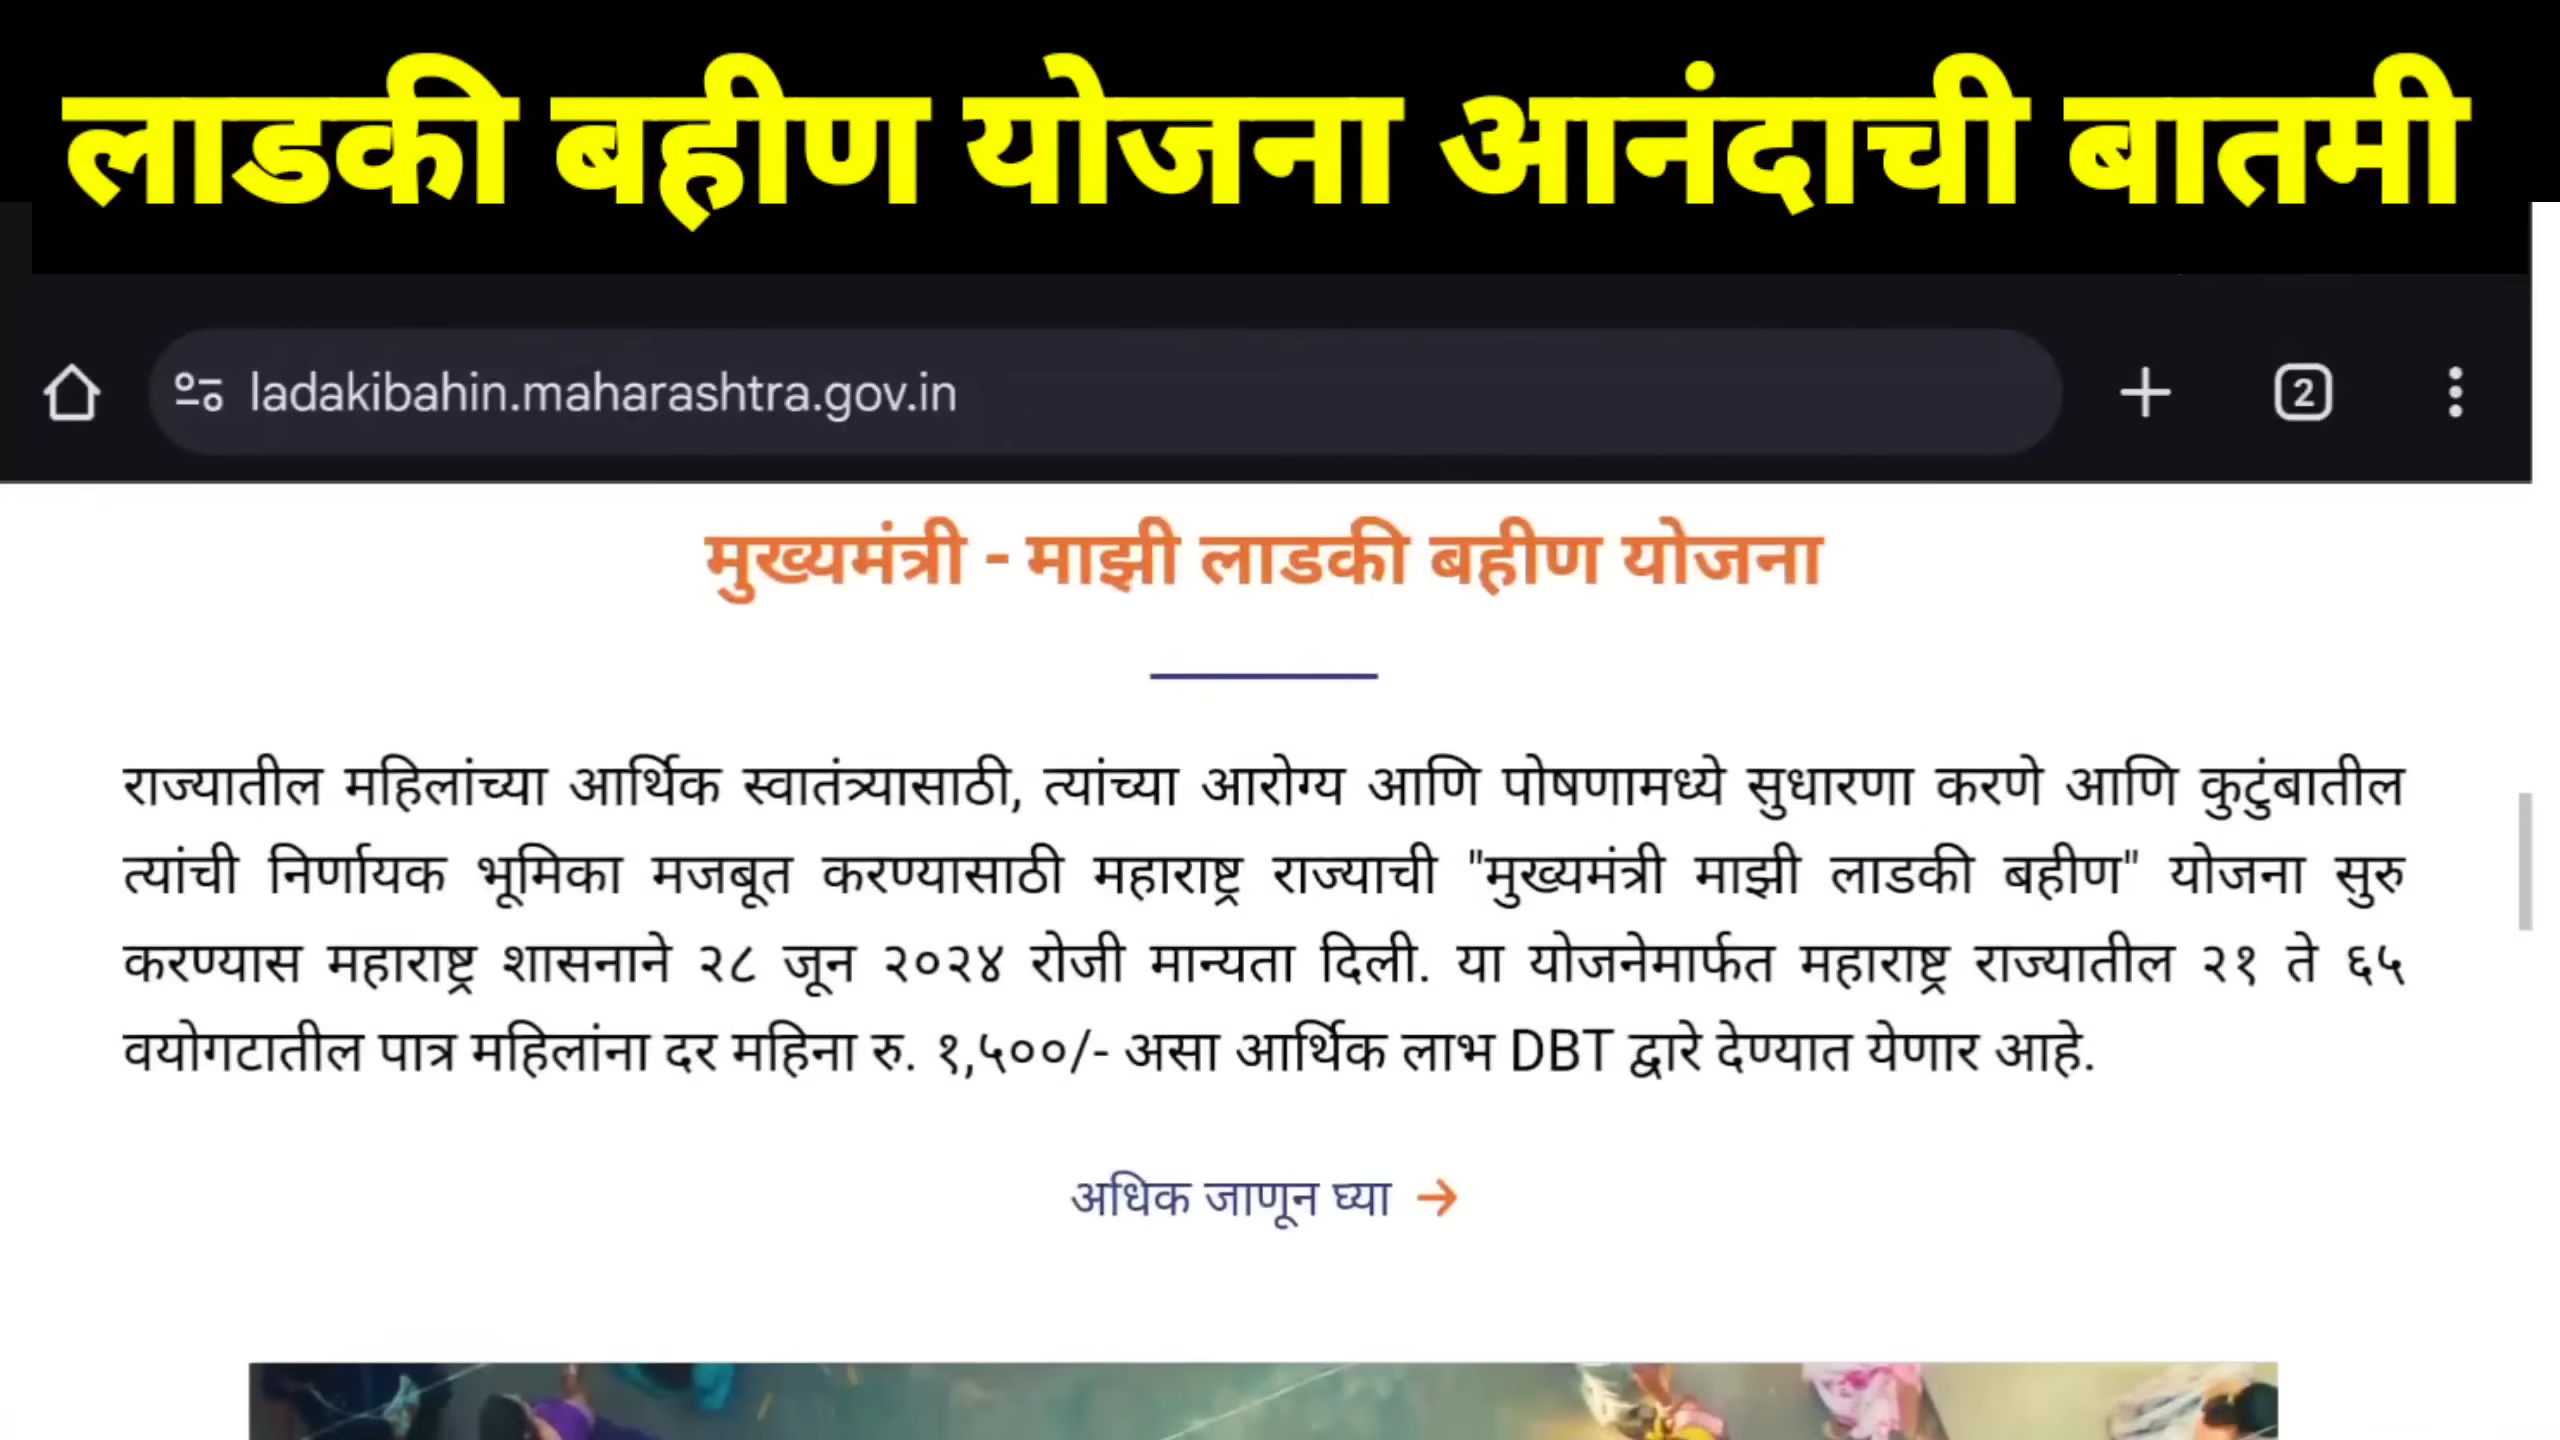 लाडकी बहीण योजना आनंदाची बातमी
ladakibahin.maharashtra.gov.in
2
मुख्यमंत्री - माझी लाडकी बहीण योजना
राज्यातील महिलांच्या आर्थिक स्वातंत्र्यासाठी, त्यांच्या आरोग्य आणि पोषणामध्ये सुधारणा करणे आणि कुटुंबातील
त्यांची निर्णायक भूमिका मजबूत करण्यासाठी महाराष्ट्र राज्याची "मुख्यमंत्री माझी लाडकी बहीण" योजना सुरु
करण्यास महाराष्ट्र शासनाने २८ जून २०२४ रोजी मान्यता दिली. या योजनेमार्फत महाराष्ट्र राज्यातील २१ ते ६५
वयोगटातील पात्र महिलांना दर महिना रु. १,५००/- असा आर्थिक लाभ DBT द्वारे देण्यात येणार आहे.
अधिक जाणून घ्या →